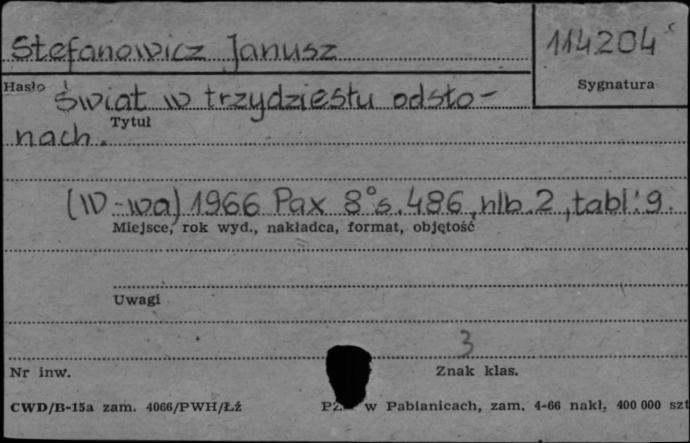 Stefanowicz Janusz
114204 s
Hasło
Sygnatura
Świat w trzydziestu odsło-
Tytuł
nach.
(W-wa) 1966 Pax 8° s. 486, nlb. 2, tabl. 9.
Miejsce, rok wyd., nakładca, format, objętość
Uwagi
3
Nr inw.
Znak klas.
CWD/B-15a zam. 4066/PWH/Łź
w Pabianicach, zam. 4-66 nakł. 400 000 szt